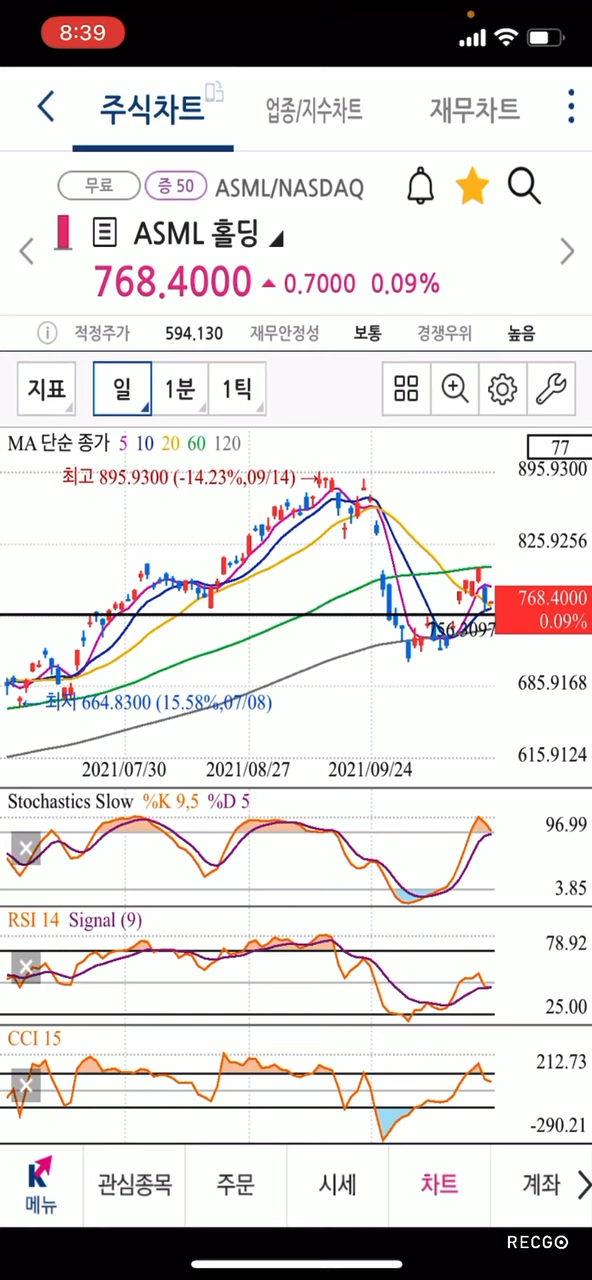 8:39
주식차트 업종/지수차트 재무차트
무료 증 50 ASML/NASDAQ
ASML 홀딩
768.4000 0.7000 0.09%
적정주가 594.130 재무안정성 보통 경쟁우위 높음
지표 일 1분 1틱
MA 단순 종가 5 10 20 60 120
77
최고 895.9300 (-14.23%,09/14)
895.9300
825.9256
768.4000
0.09%
756.3097
685.9168
최저 664.8300 (15.58%,07/08)
615.9124
2021/07/30 2021/08/27 2021/09/24
Stochastics Slow %K 9,5 %D 5
96.99
3.85
RSI 14 Signal (9)
78.92
25.00
CCI 15
212.73
-290.21
K
메뉴 관심종목 주문 시세 차트 계좌
RECGO